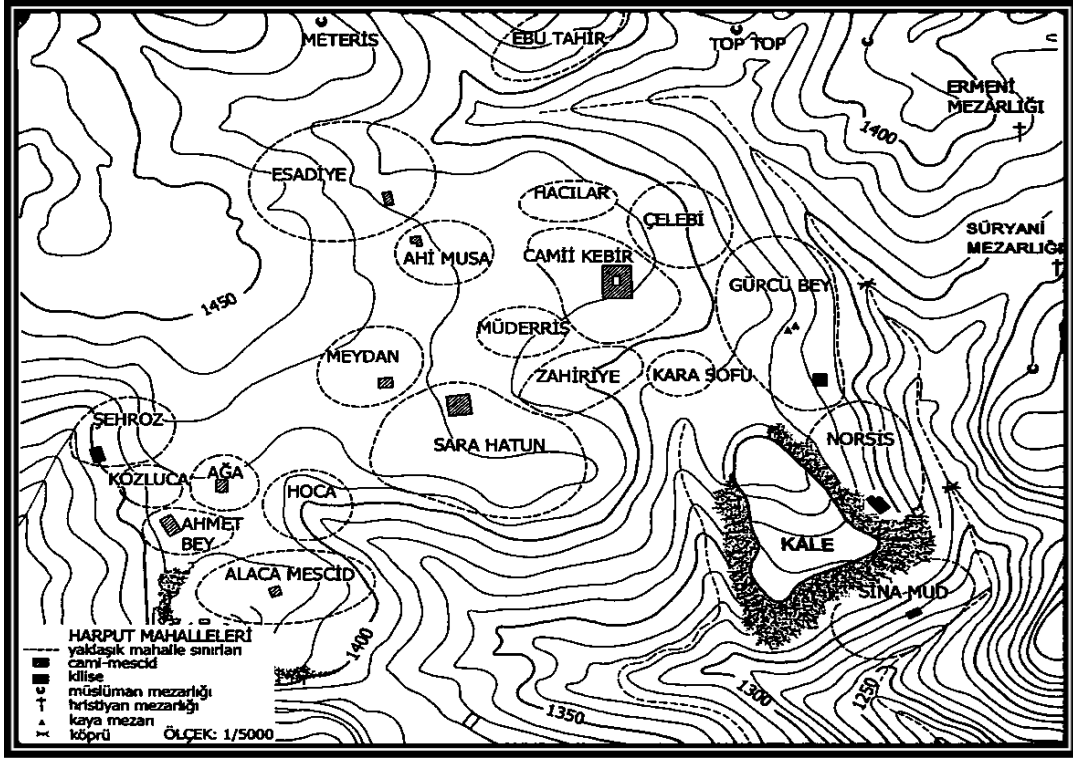 METERİS
EBU TAHİR
TOP TOP
ERMENİ
MEZARLIĞI
1400
ESADİYE
HACILAR
ÇELEBİ
SÜRYANİ
MEZARLIĞI
AHİ MUSA
CAMİİ KEBİR
GÜRCÜ BEY
1450
MÜDERRİS
MEYDAN
ZAHİRİYE
KARA SOFU
ŞEHROZ
SARA HATUN
NORSİS
KOZLUCA
AĞA
HOCA
AHMET
BEY
KALE
ALACA MESCİD
SİNA MUD
1400
1350
1300
1250
HARPUT MAHALLELERİ
yaklaşık mahalle sınırları
cami-mescid
kilise
müslüman mezarlığı
hristiyan mezarlığı
kaya mezarı
köprü
ÖLÇEK: 1/5000